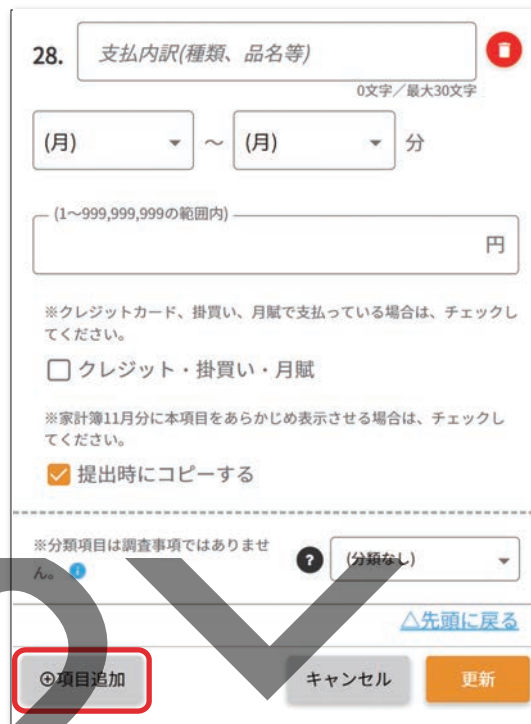 28.
支払内訳(種類、品名等)
0文字／最大30文字
(月) ～ (月) 分
(1～999,999,999の範囲内)
円
※クレジットカード、掛買い、月賦で支払っている場合は、チェックし
てください。
クレジット・掛買い・月賦
※家計簿11月分に本項目をあらかじめ表示させる場合は、チェックし
てください。
提出時にコピーする
※分類項目は調査事項ではありませ
ん。 i
? (分類なし)
△先頭に戻る
⊕項目追加 キャンセル 更新